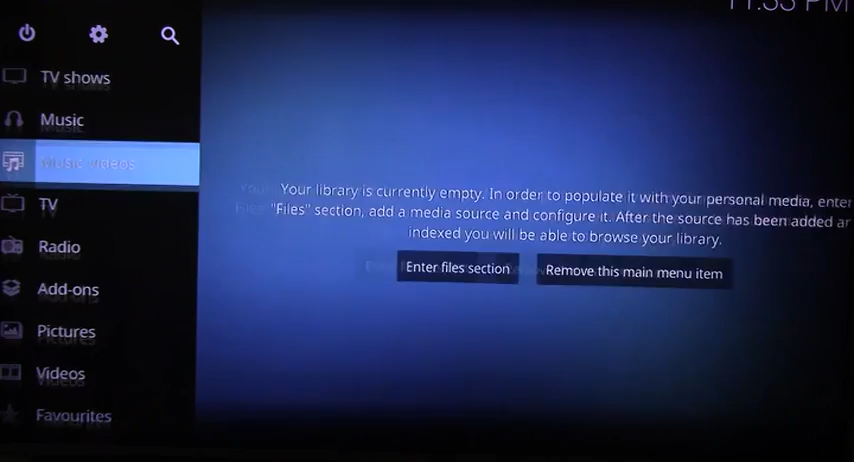 11:33 PM
TV shows
Music
Music videos
TV
Radio
Add-ons
Pictures
Videos
Favourites
Your library is currently empty. In order to populate it with your personal media, enter
"Files" section, add a media source and configure it. After the source has been added ar
indexed you will be able to browse your library.
Enter files section
Remove this main menu item